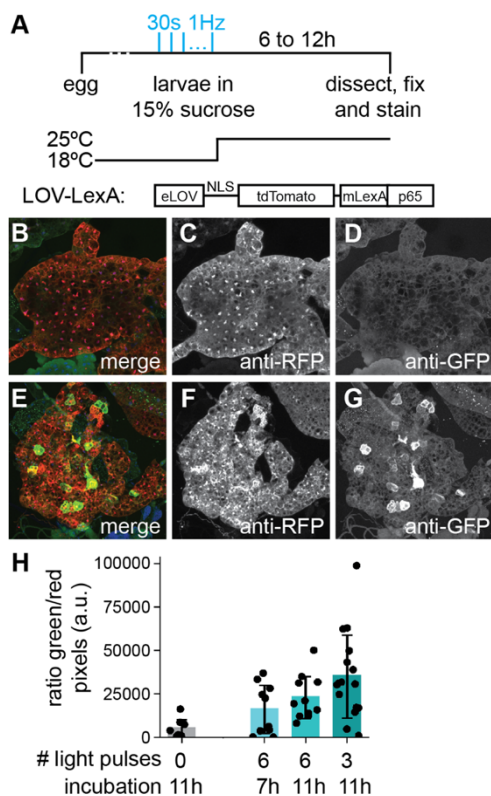 A
30s 1Hz
6 to 12h
...
...
egg
larvae in
15% sucrose
dissect, fix
and stain
25ºC
18ºC
LOV-LexA:
eLOV
NLS
tdTomato
mLexA
p65
B
merge
C
anti-RFP
D
anti-GFP
E
merge
F
anti-RFP
G
anti-GFP
H
ratio green/red
pixels (a.u.)
100000
75000
50000
25000
0
# light pulses 0 6 6 3
incubation 11h 7h 11h 11h